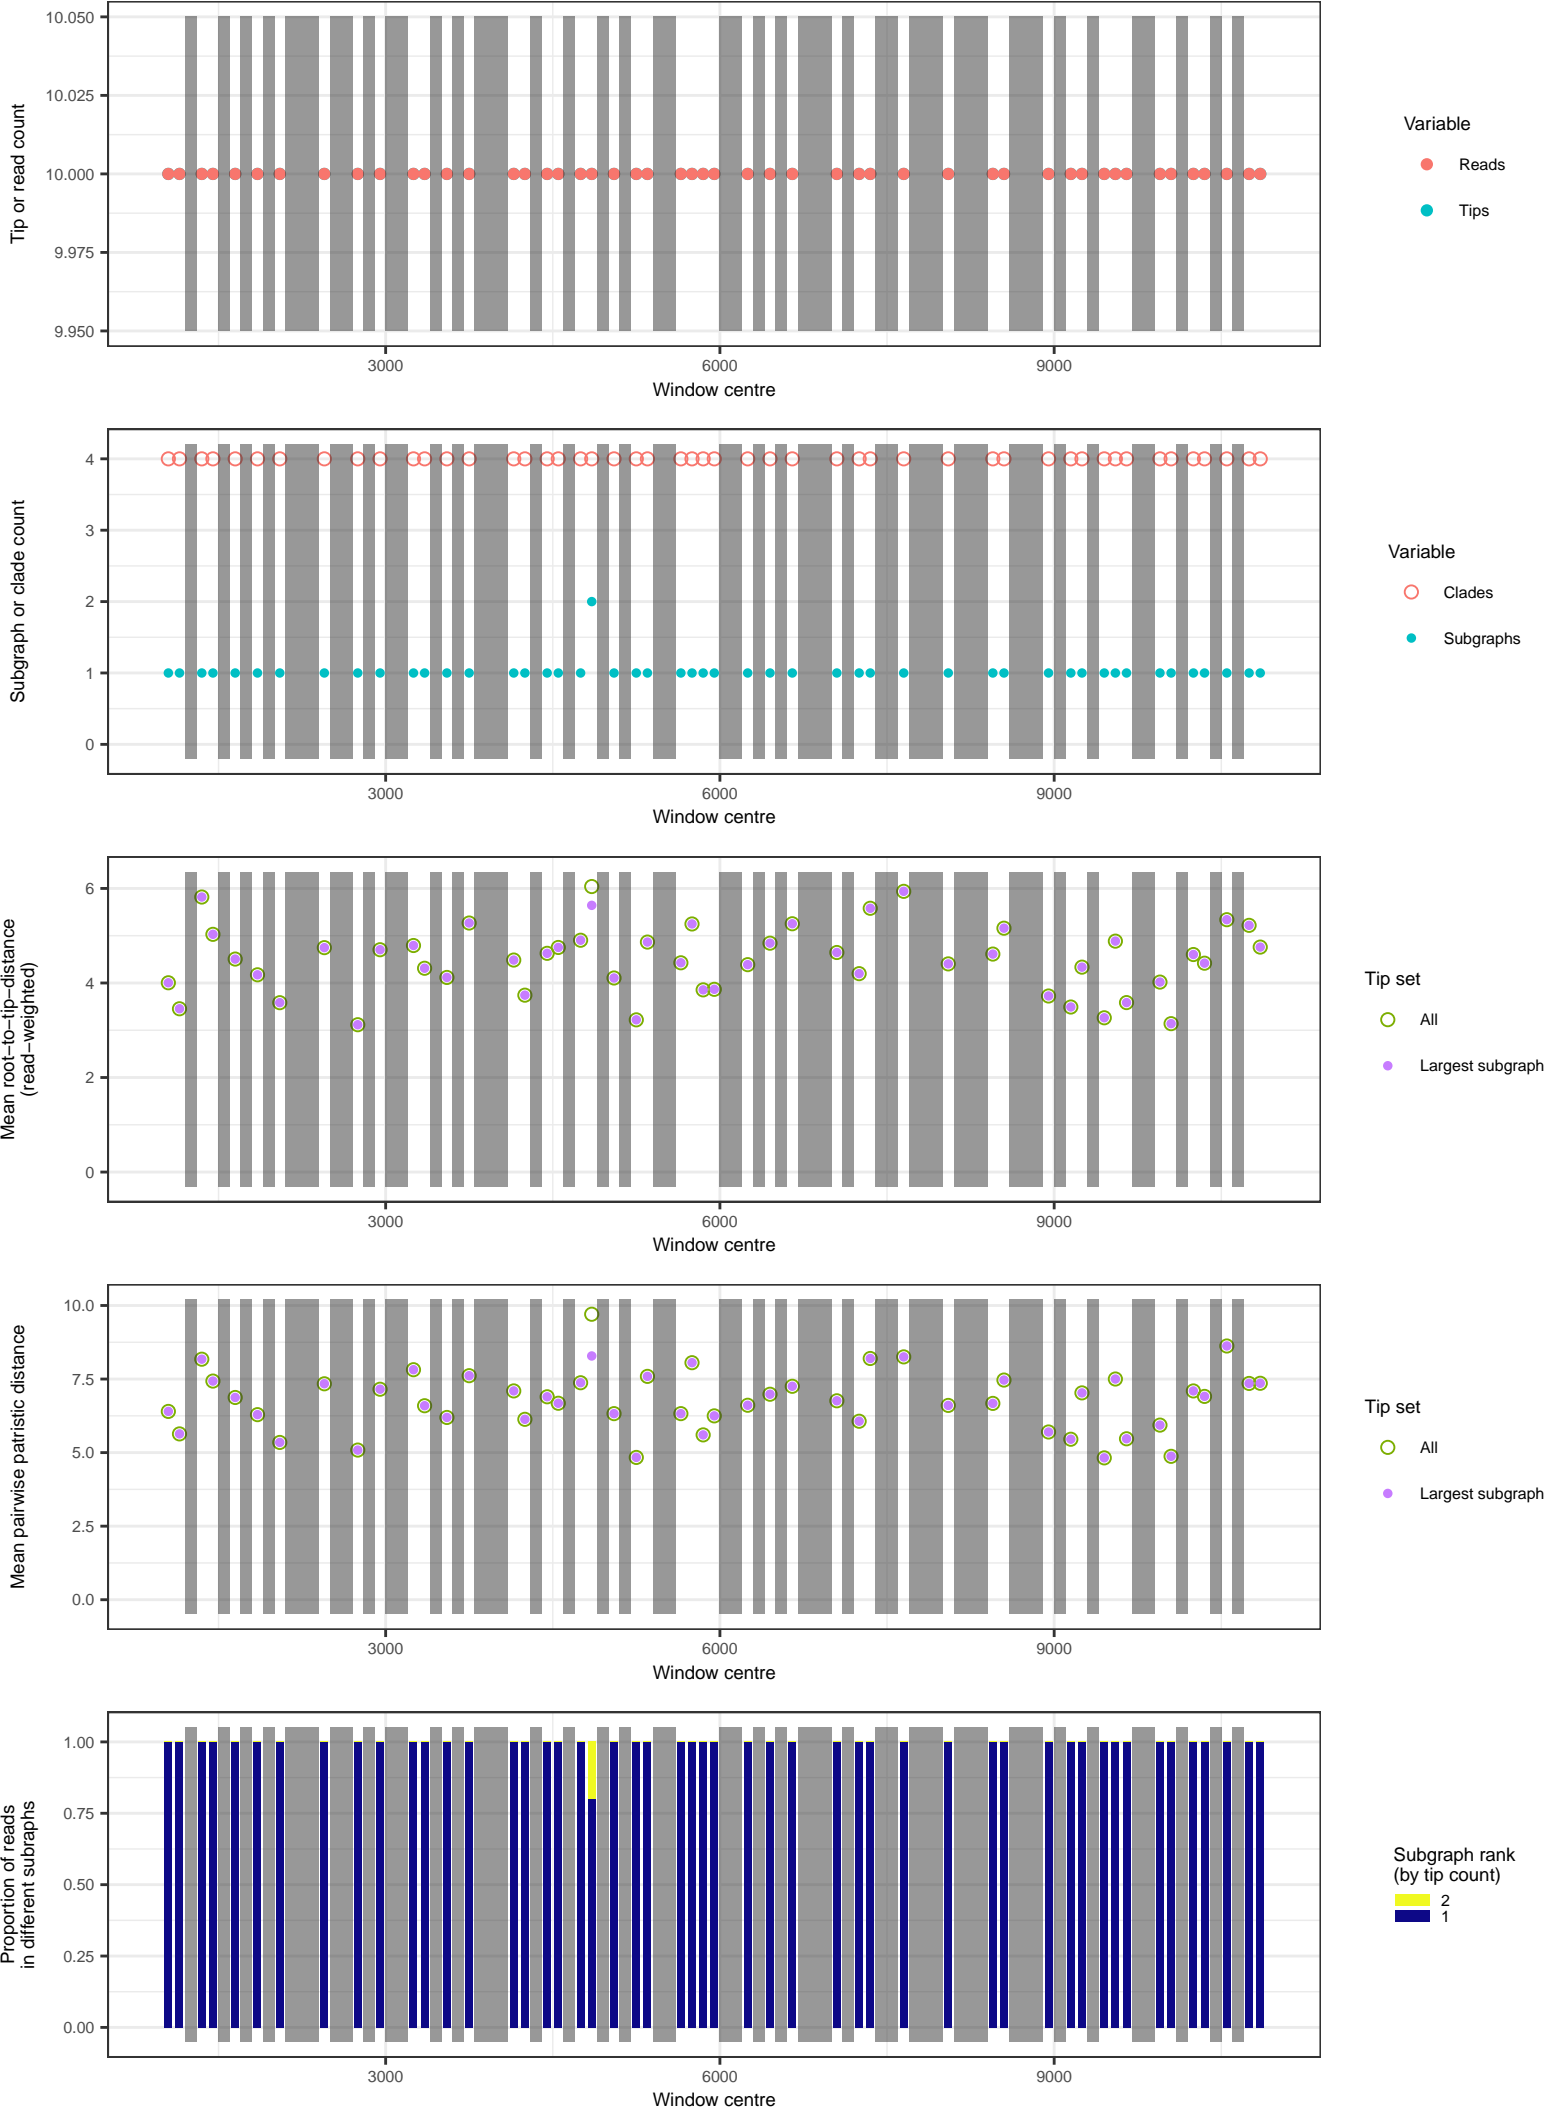 10.050
10.025
10.000
9.975
9.950
Tip or read count
3000
6000
9000
Window centre
Variable
Reads
Tips
4
3
2
1
0
Subgraph or clade count
3000
6000
9000
Window centre
Variable
Clades
Subgraphs
6
4
2
0
Mean root−to−tip−distance
(read−weighted)
3000
6000
9000
Window centre
Tip set
All
Largest subgraph
10.0
7.5
5.0
2.5
0.0
Mean pairwise patristic distance
3000
6000
9000
Window centre
Tip set
All
Largest subgraph
1.00
0.75
0.50
0.25
0.00
Proportion of reads
in different subraphs
3000
6000
9000
Window centre
Subgraph rank
(by tip count)
2
1